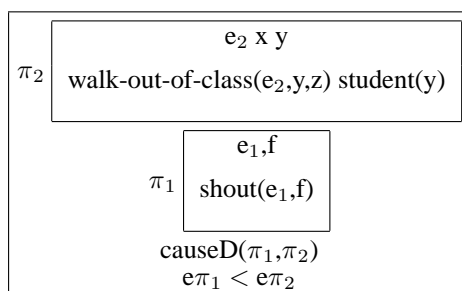 e₂ x y
π₂
walk-out-of-class(e₂,y,z) student(y)
e₁,f
π₁
shout(e₁,f)
causeD(π₁,π₂)
eπ₁ < eπ₂